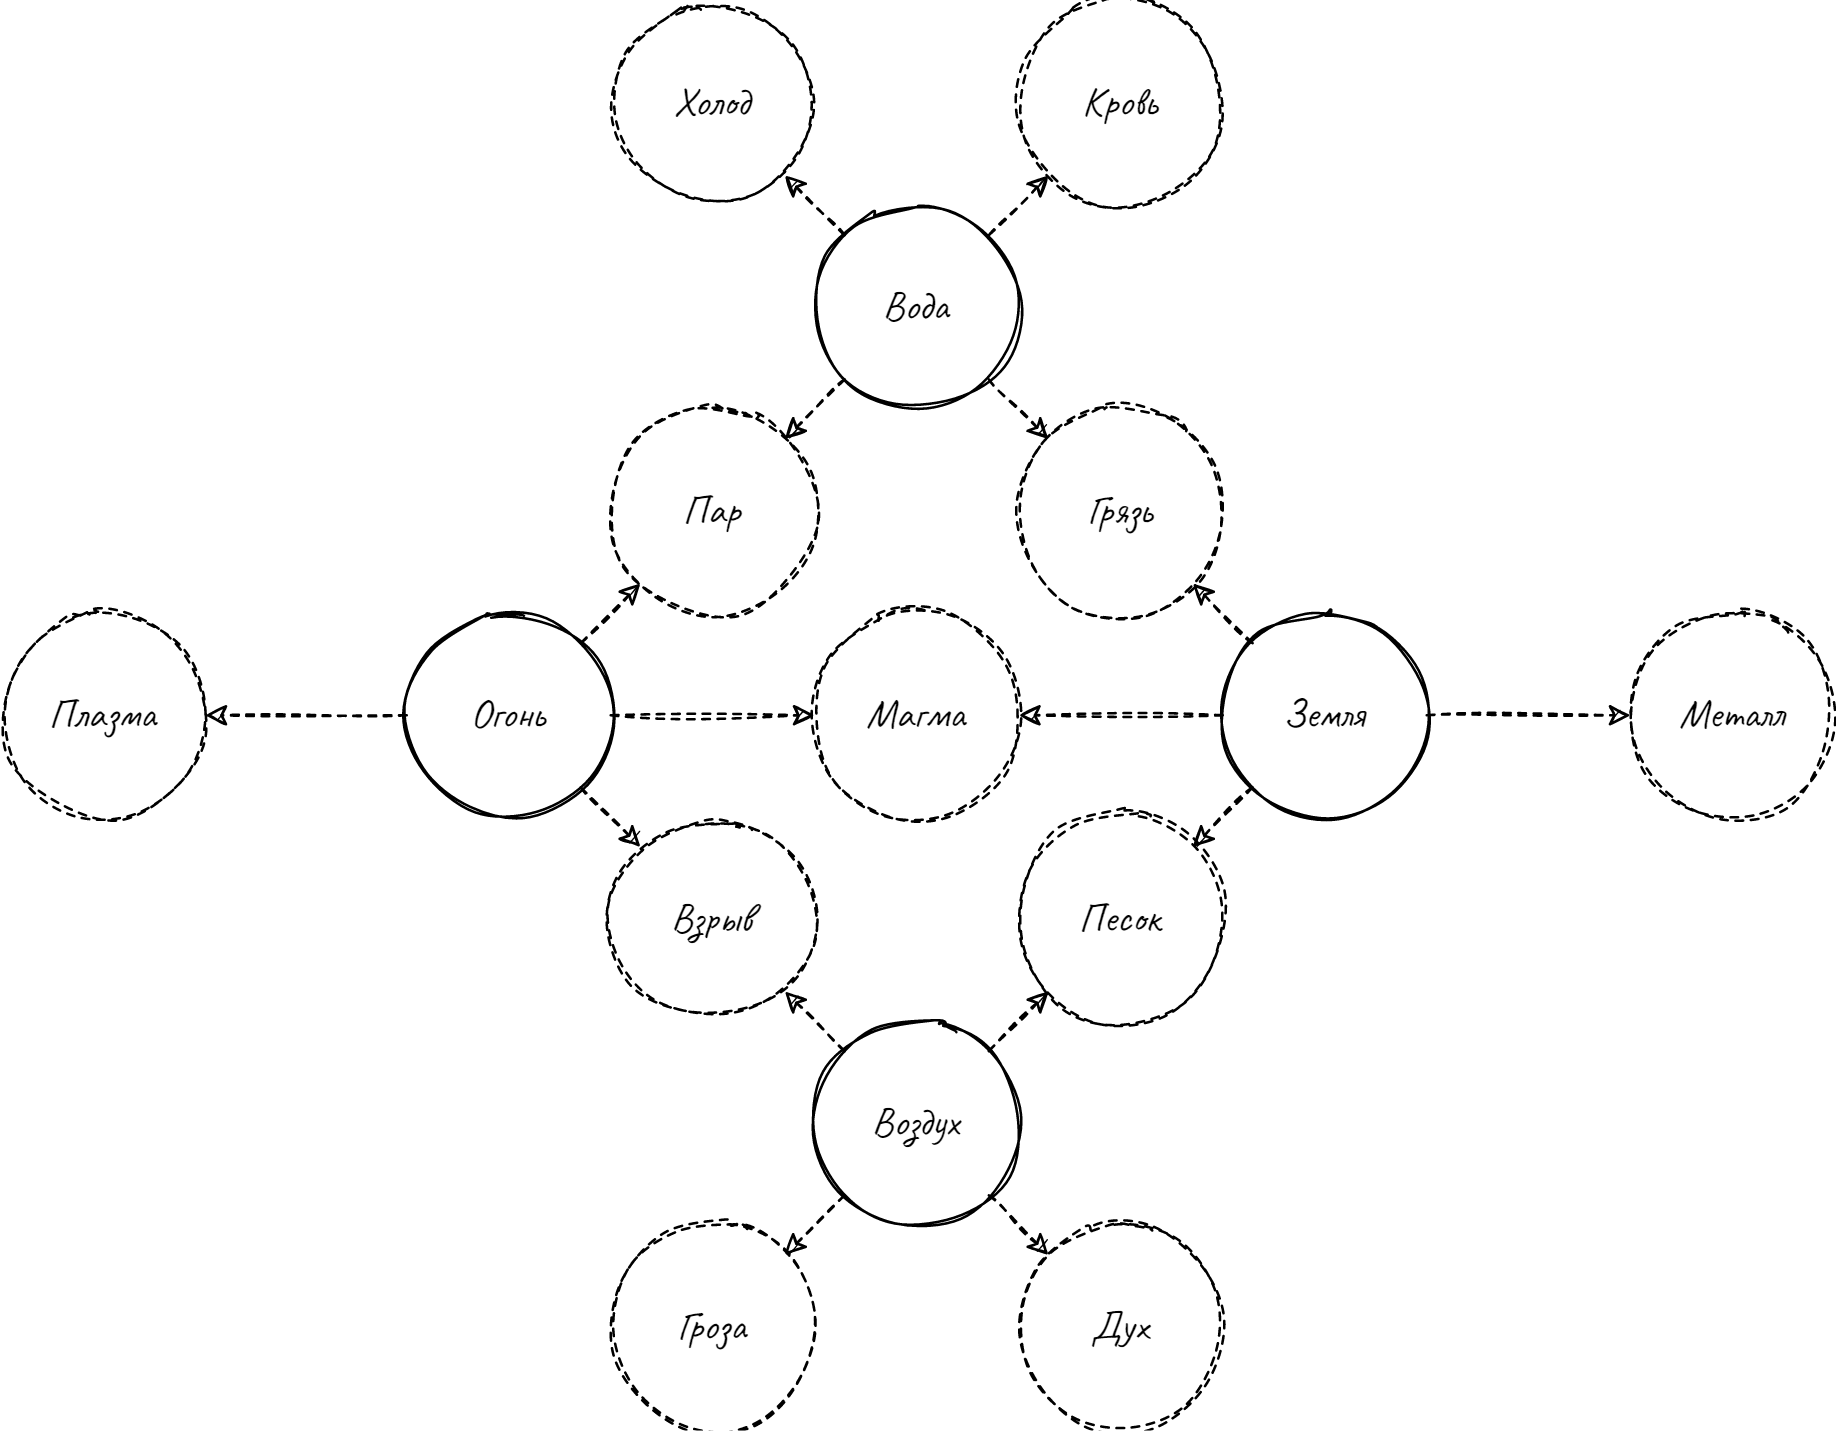 Холод
Кровь
Вода
Пар
Грязь
Плазма
Огонь
Магма
Земля
Металл
Взрыв
Песок
Воздух
Гроза
Дух